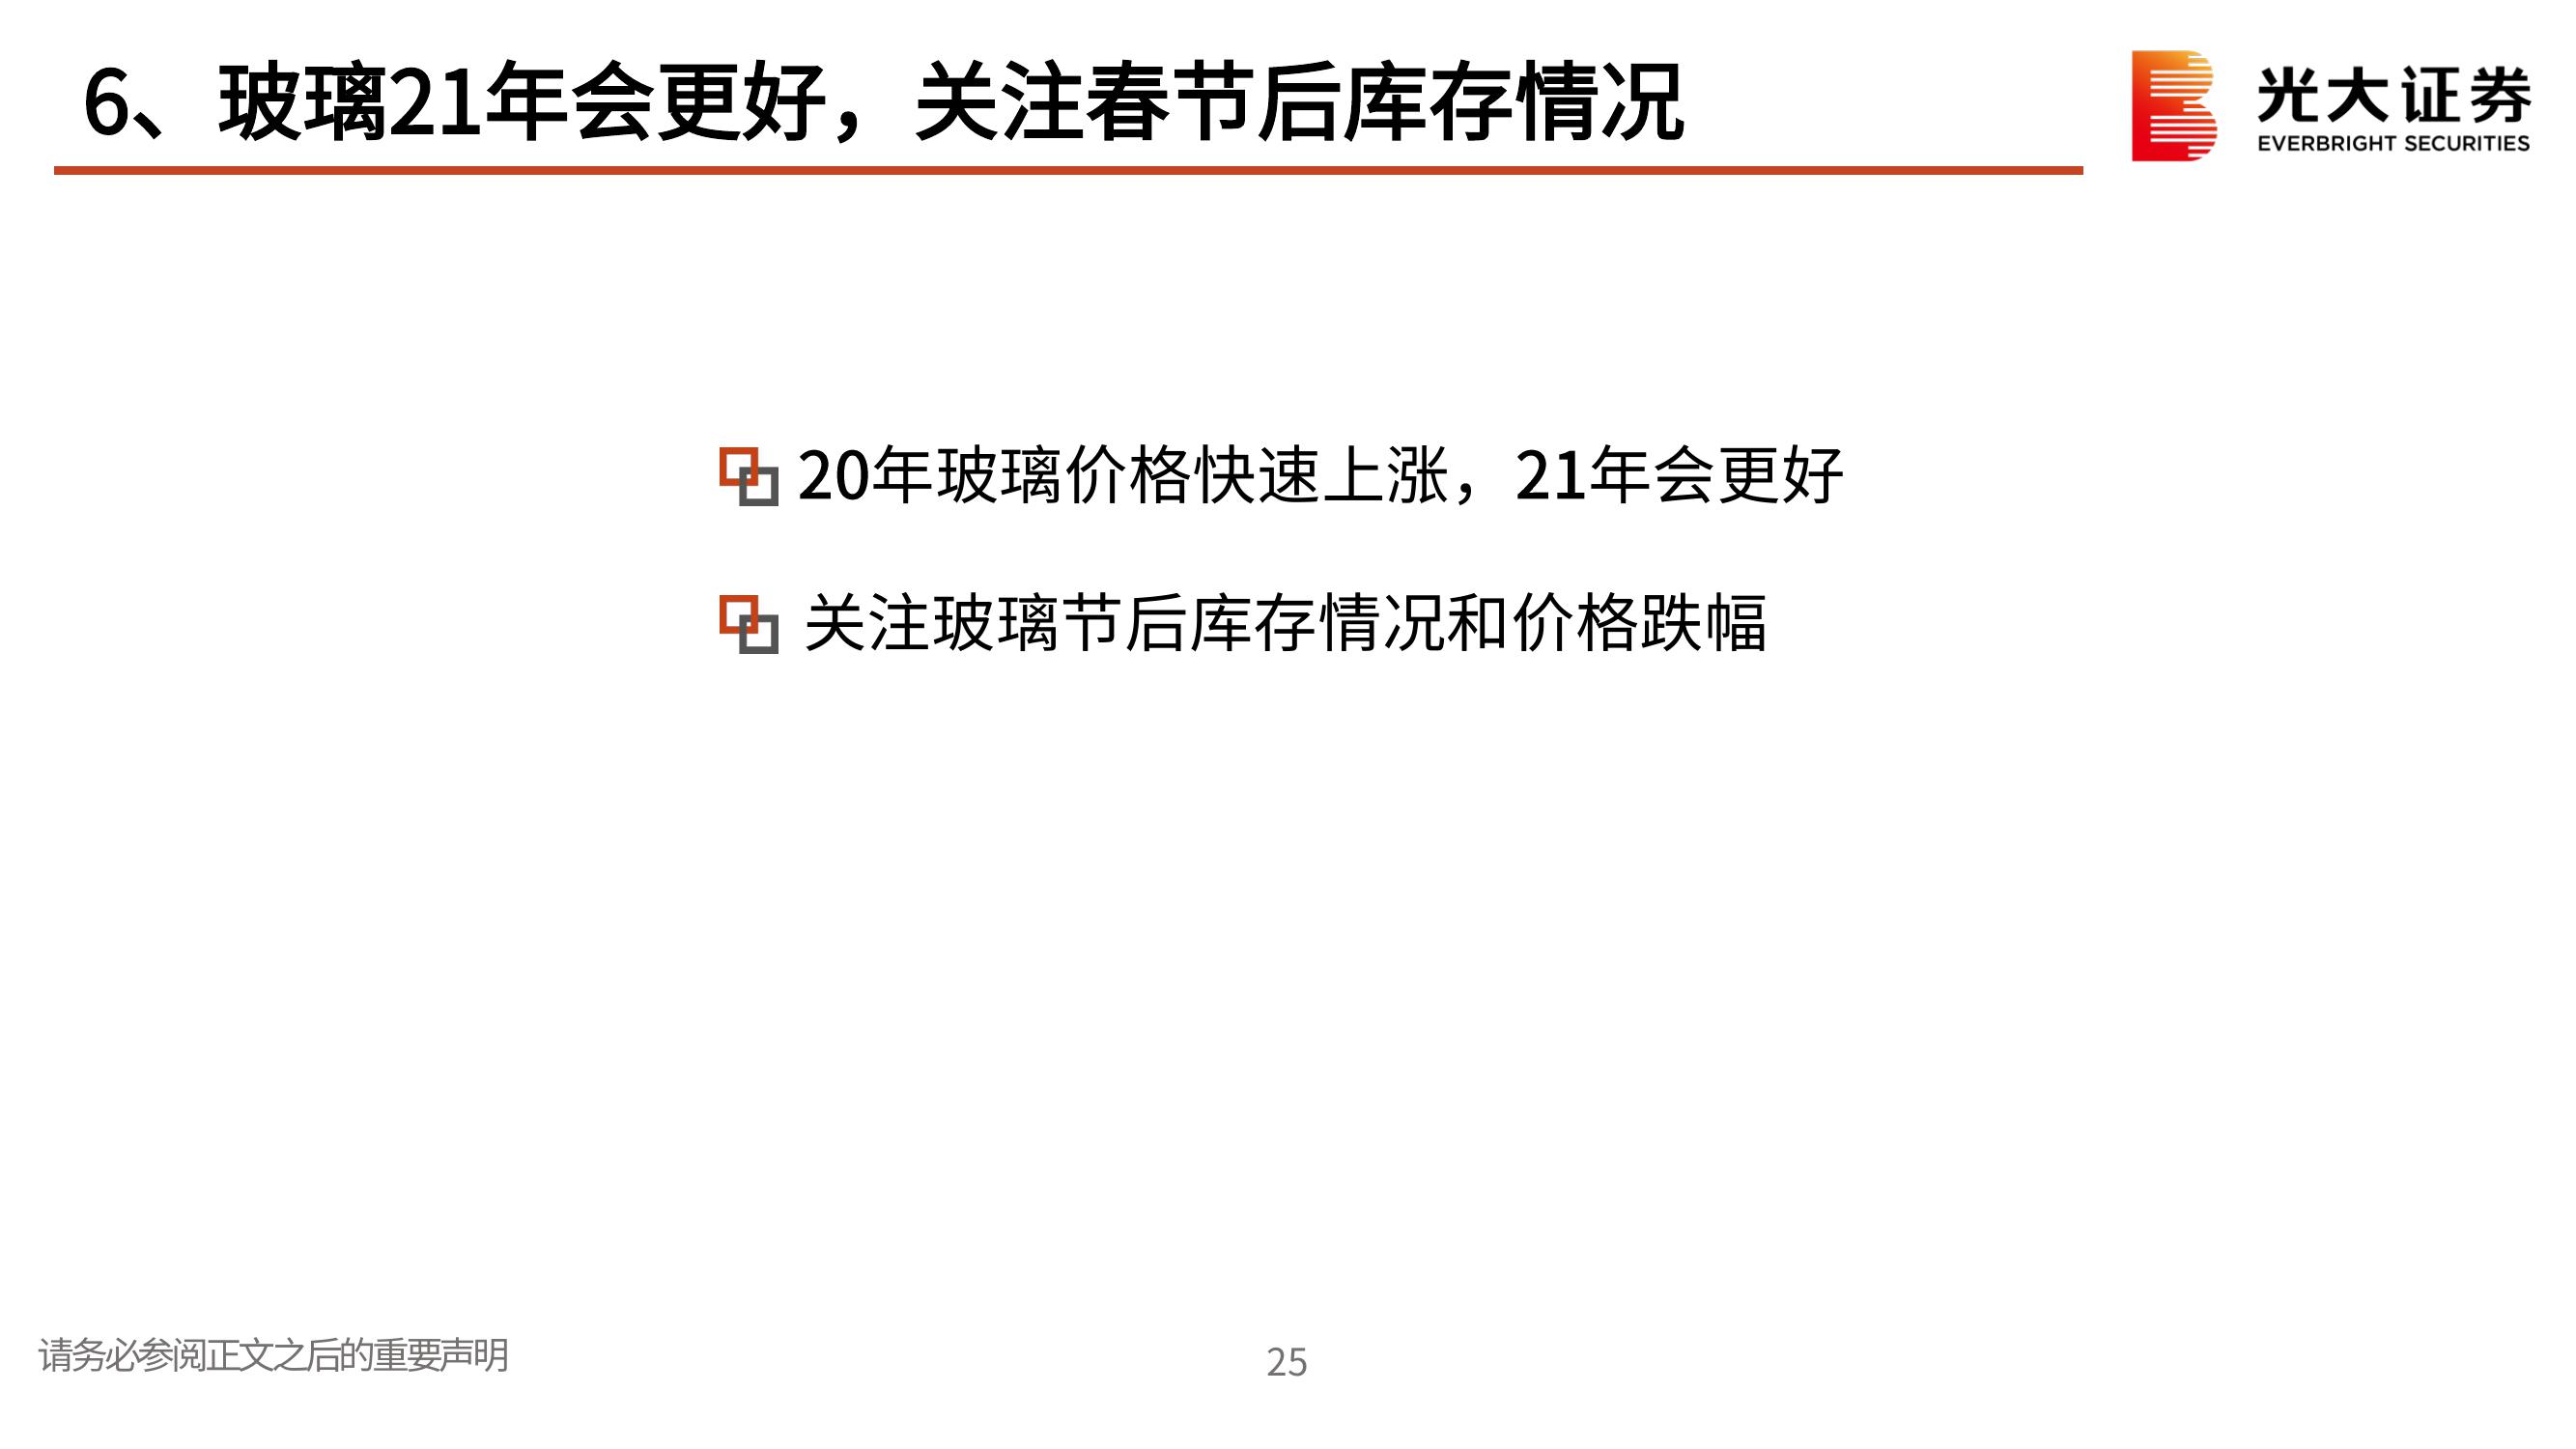 6、玻璃21年会更好，关注春节后库存情况
光大证券
EVERBRIGHT SECURITIES
20年玻璃价格快速上涨，21年会更好
关注玻璃节后库存情况和价格跌幅
请务必参阅正文之后的重要声明
25